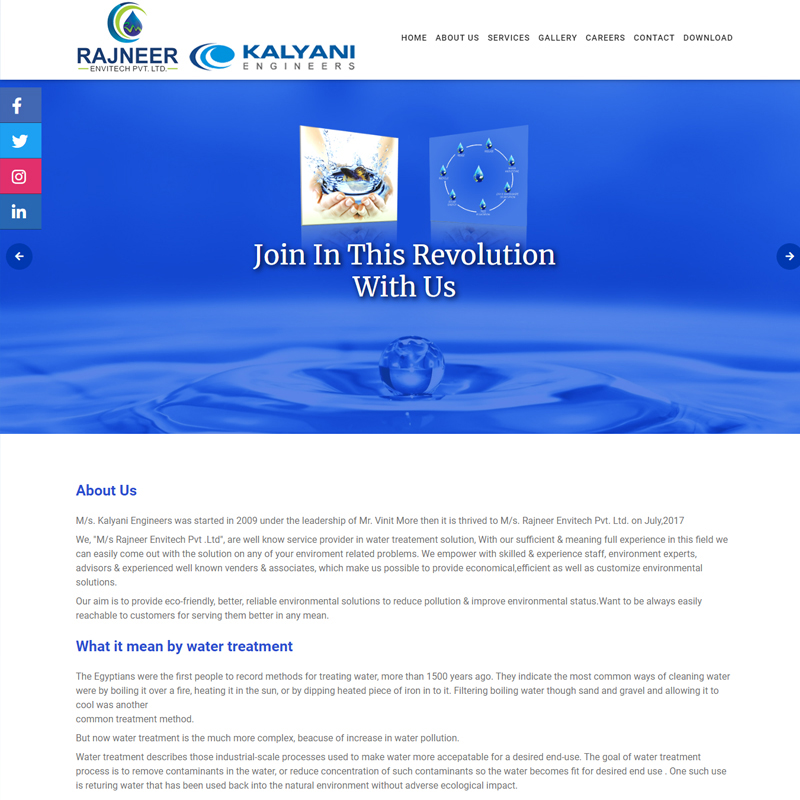 RAJNEER
ENVITECH PVT. LTD.
KALYANI
ENGINEERS
HOME ABOUT US SERVICES GALLERY CAREERS CONTACT DOWNLOAD
Join In This Revolution
With Us
About Us
M/s. Kalyani Engineers was started in 2009 under the leadership of Mr. Vinit More then it is thrived to M/s. Rajneer Envitech Pvt. Ltd. on July,2017
We, "M/s Rajneer Envitech Pvt .Ltd", are well know service provider in water treatement solution, With our sufficient & meaning full experience in this field we
can easily come out with the solution on any of your enviroment related problems. We empower with skilled & experience staff, environment experts,
advisors & experienced well known venders & associates, which make us possible to provide economical,efficient as well as customize environmental
solutions.
Our aim is to provide eco-friendly, better, reliable environmental solutions to reduce pollution & improve environmental status.Want to be always easily
reachable to customers for serving them better in any mean.
What it mean by water treatment
The Egyptians were the first people to record methods for treating water, more than 1500 years ago. They indicate the most common ways of cleaning water
were by boiling it over a fire, heating it in the sun, or by dipping heated piece of iron in to it. Filtering boiling water though sand and gravel and allowing it to
cool was another
common treatment method.
But now water treatment is the much more complex, beacuse of increase in water pollution.
Water treatment describes those industrial-scale processes used to make water more accepatable for a desired end-use. The goal of water treatment
process is to remove contaminants in the water, or reduce concentration of such contaminants so the water becomes fit for desired end use . One such use
is returing water that has been used back into the natural environment without adverse ecological impact.